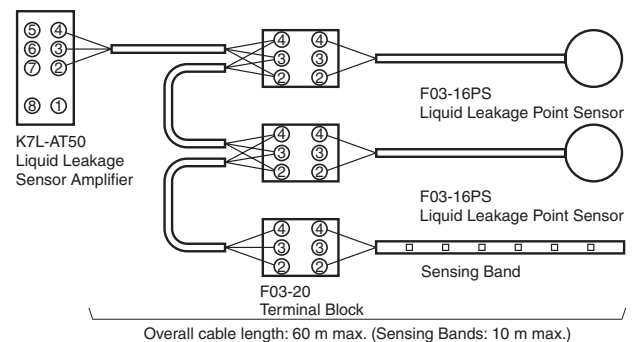 ⑤ ④
⑥ ③
⑦ ②
⑧ ①
K7L-AT50
Liquid Leakage
Sensor Amplifier
④ ④
③ ③
② ②
F03-16PS
Liquid Leakage Point Sensor
④ ④
③ ③
② ②
F03-16PS
Liquid Leakage Point Sensor
④ ④
③ ③
② ②
Sensing Band
F03-20
Terminal Block
Overall cable length: 60 m max. (Sensing Bands: 10 m max.)